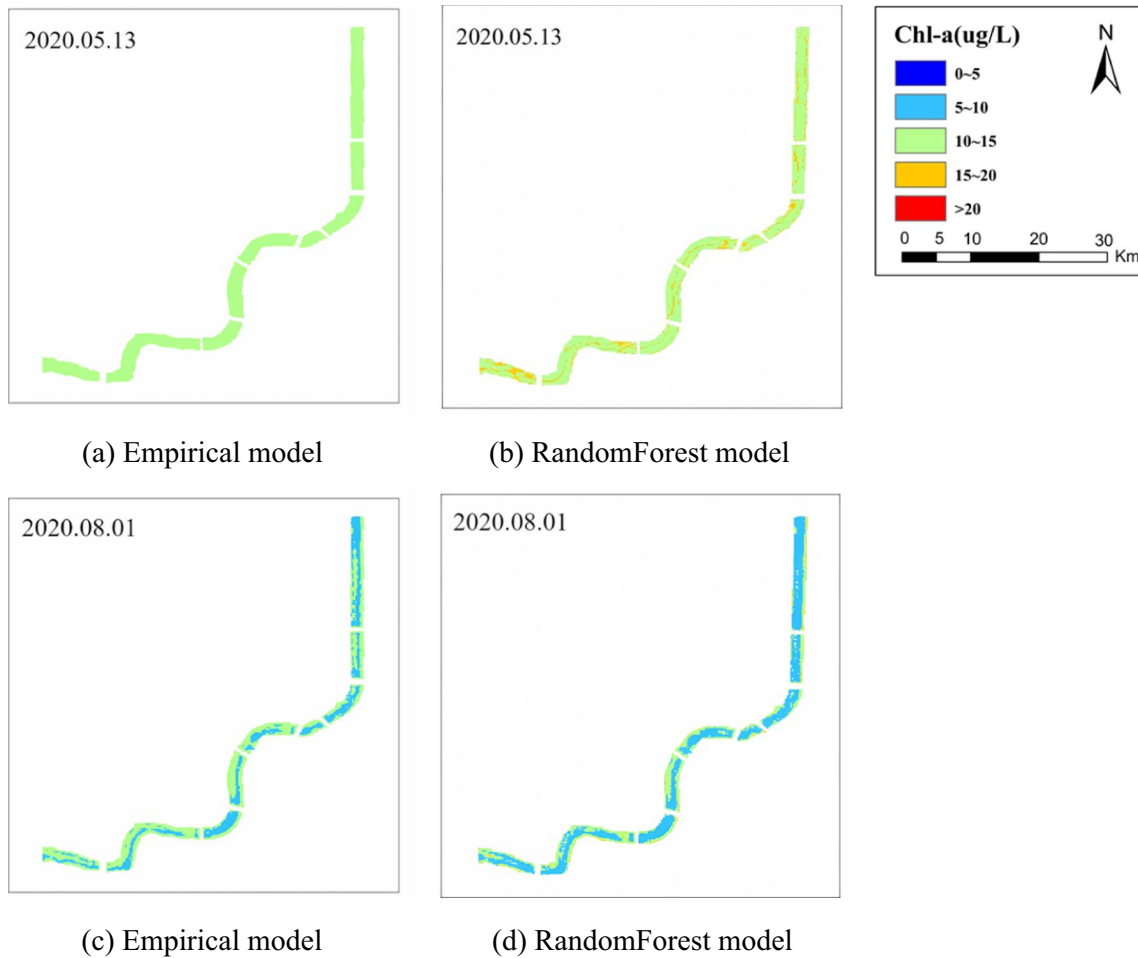 2020.05.13
2020.05.13
Chl-a(ug/L)
N
0~5
5~10
10~15
15~20
>20
0 5 10 20 30
Km
(a) Empirical model
(b) RandomForest model
2020.08.01
2020.08.01
(c) Empirical model
(d) RandomForest model